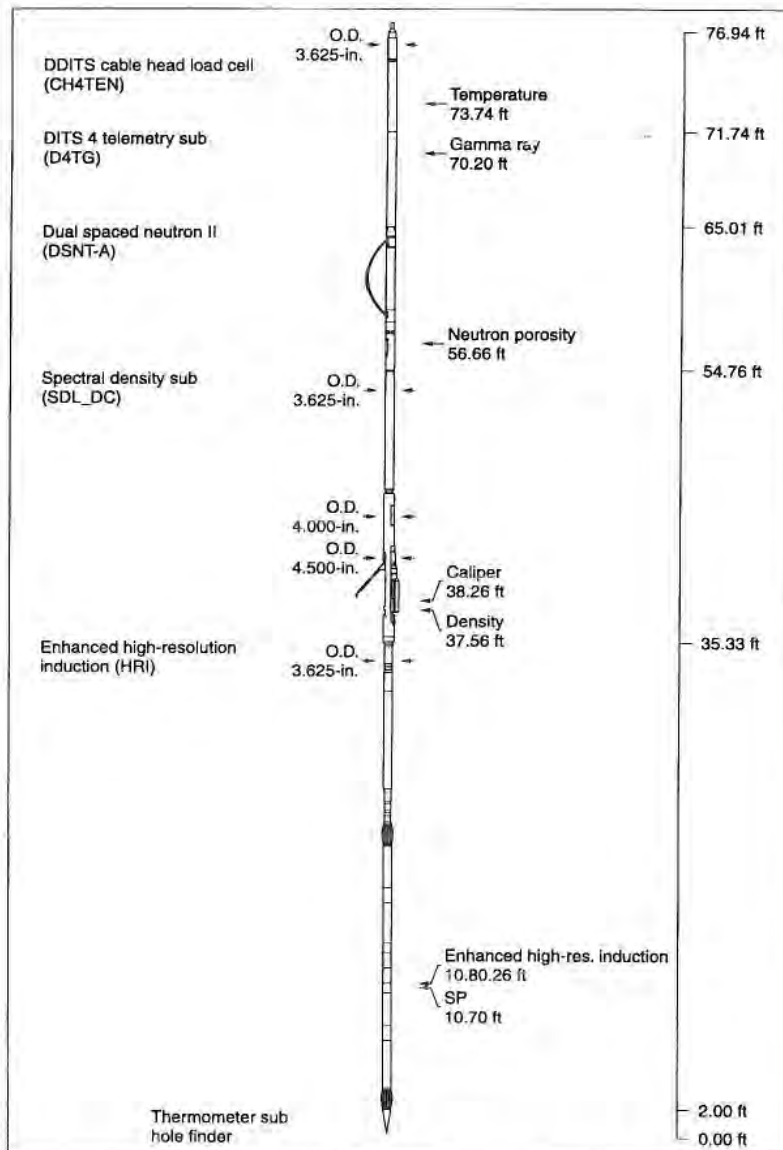 O.D.
3.625-in.
76.94 ft
DDITS cable head load cell
(CH4TEN)
Temperature
73.74 ft
DITS 4 telemetry sub
(D4TG)
71.74 ft
Gamma ray
70.20 ft
Dual spaced neutron II
(DSNT-A)
65.01 ft
Neutron porosity
56.66 ft
54.76 ft
Spectral density sub
(SDL_DC)
O.D.
3.625-in.
O.D.
4.000-in.
O.D.
4.500-in.
Caliper
38.26 ft
Density
37.56 ft
Enhanced high-resolution
induction (HRI)
O.D.
3.625-in.
35.33 ft
Enhanced high-res. induction
10.80.26 ft
SP
10.70 ft
Thermometer sub
hole finder
2.00 ft
0.00 ft